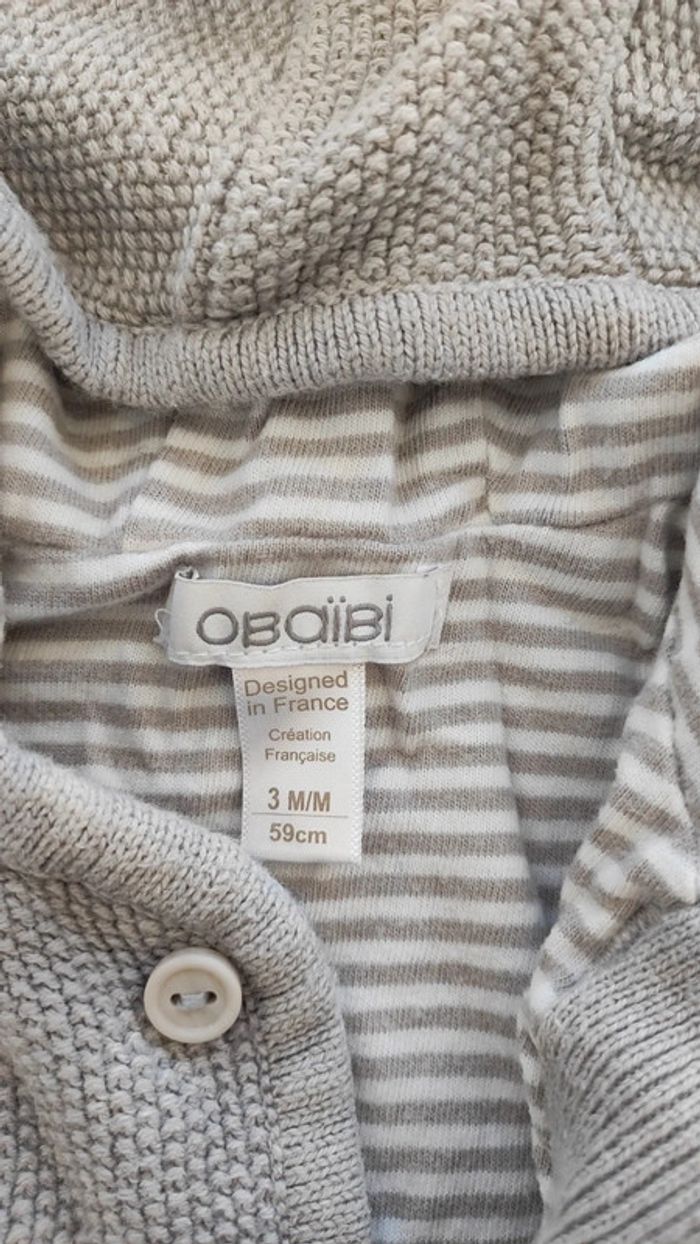 OBaïBi
Designed
in France
Création
Française
3 M/M
59cm